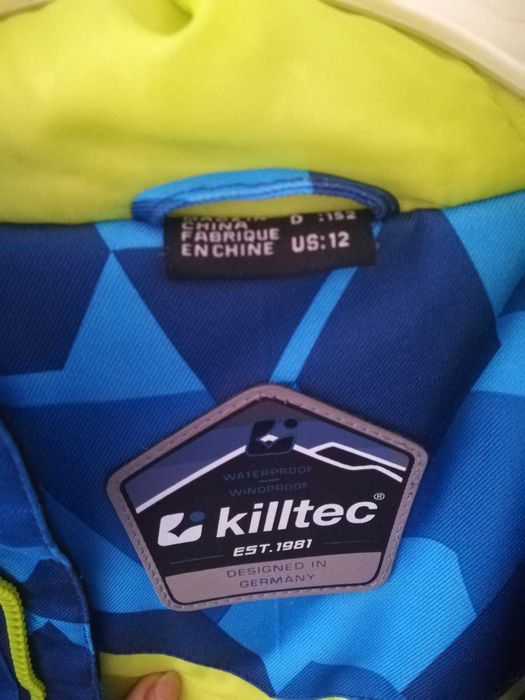 CHINA D :152
FABRIQUE
EN CHINE US:12
WATERPROOF
WINDPROOF
killtec®
EST.1981
DESIGNED IN
GERMANY